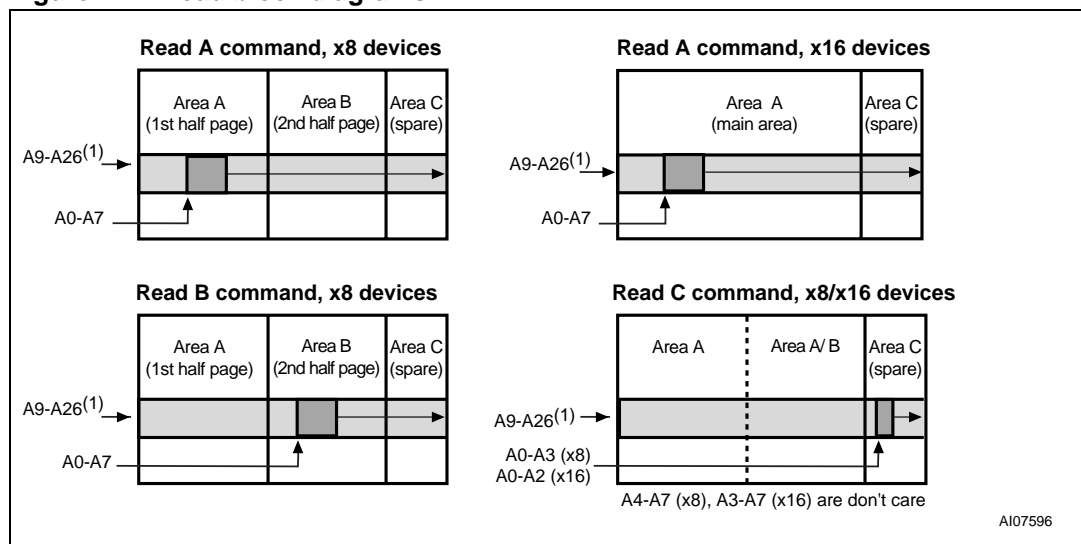 Read A command, x8 devices
Area A
(1st half page)
Area B
(2nd half page)
Area C
(spare)
A9-A26(1)
A0-A7
Read A command, x16 devices
Area A
(main area)
Area C
(spare)
A9-A26(1)
A0-A7
Read B command, x8 devices
Area A
(1st half page)
Area B
(2nd half page)
Area C
(spare)
A9-A26(1)
A0-A7
Read C command, x8/x16 devices
Area A
Area A/ B
Area C
(spare)
A9-A26(1)
A0-A3 (x8)
A0-A2 (x16)
A4-A7 (x8), A3-A7 (x16) are don't care
AI07596